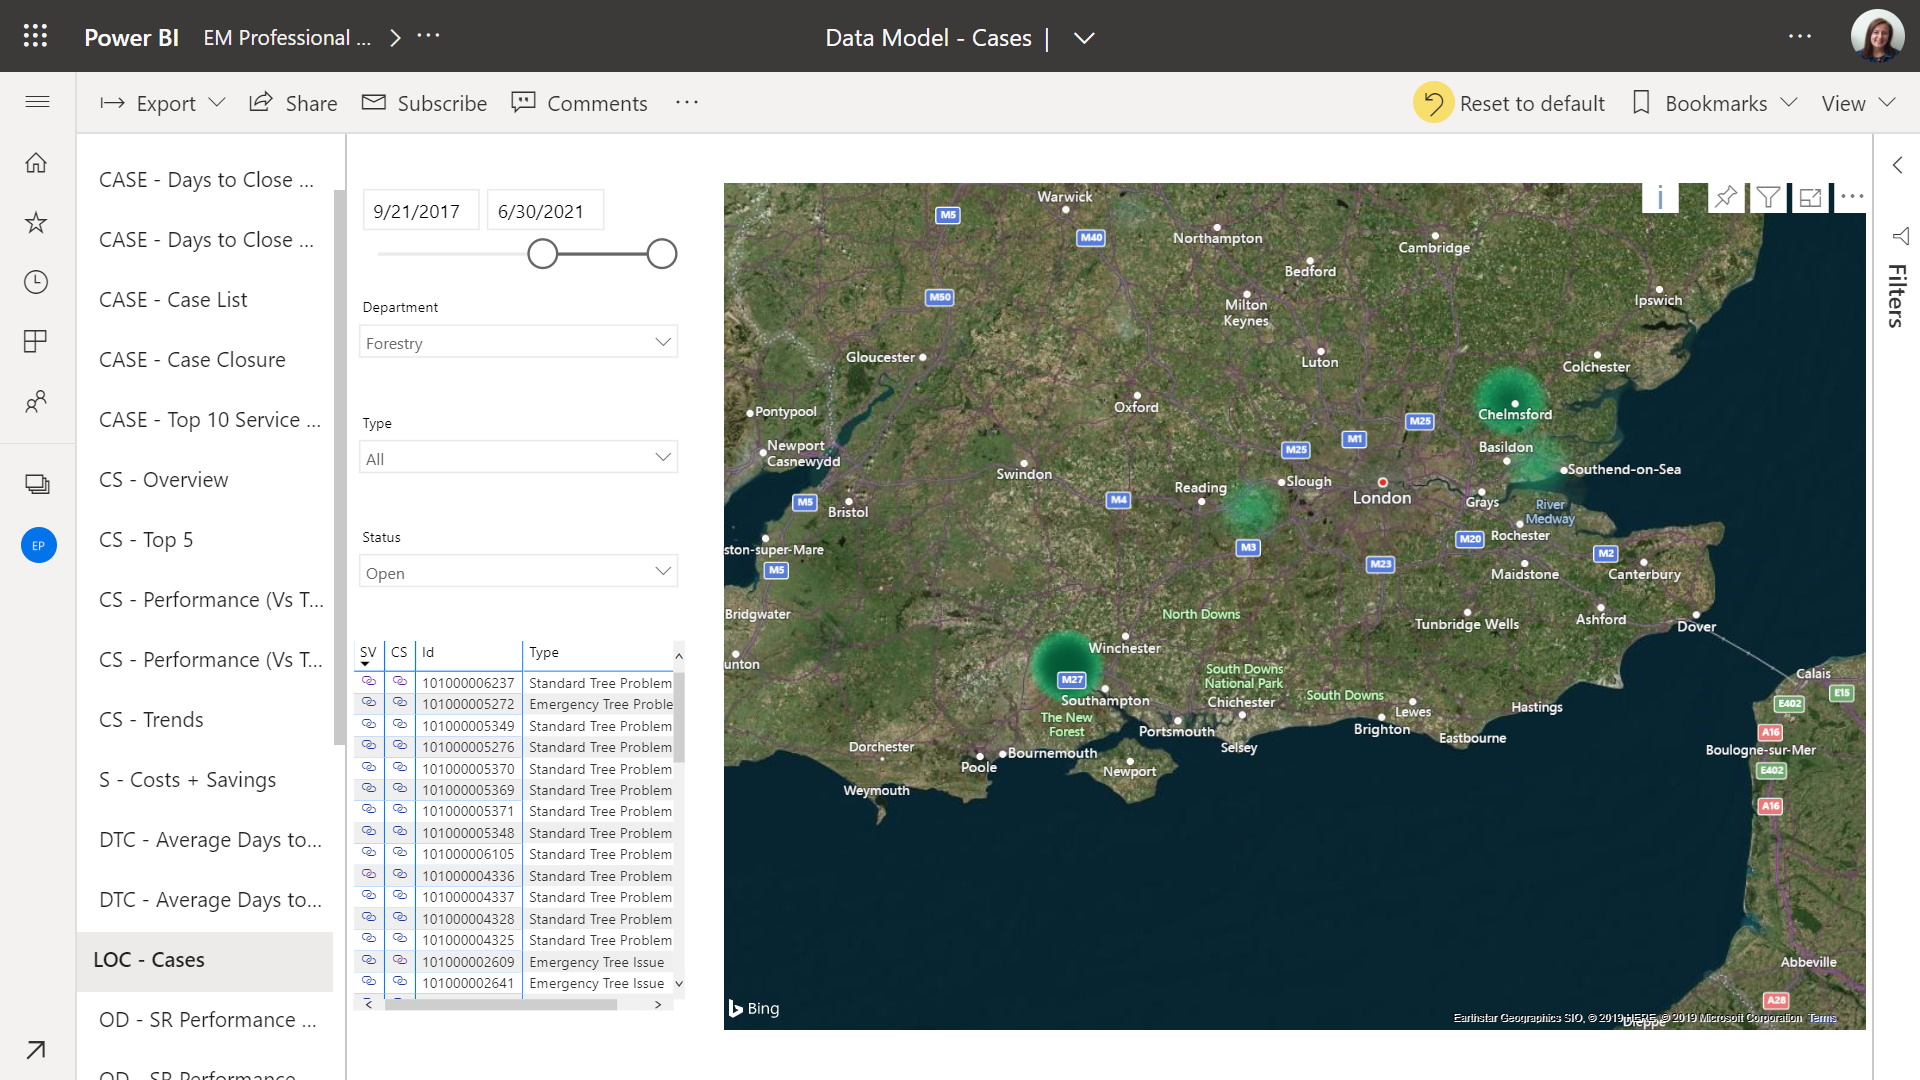 Power BI EM Professional ... > ...
Data Model - Cases |
Export
Share
Subscribe
Comments
...
Reset to default
Bookmarks
View
EP
CASE - Days to Close ...
CASE - Days to Close ...
CASE - Case List
CASE - Case Closure
CASE - Top 10 Service ...
CS - Overview
CS - Top 5
CS - Performance (Vs T...
CS - Performance (Vs T...
CS - Trends
S - Costs + Savings
DTC - Average Days to...
DTC - Average Days to...
LOC - Cases
OD - SR Performance ...
OD - SR Performance
9/21/2017 6/30/2021
Department
Forestry
Type
All
Status
Open
SV CS Id Type
101000006237 Standard Tree Problem
101000005272 Emergency Tree Proble
101000005349 Standard Tree Problem
101000005276 Standard Tree Problem
101000005370 Standard Tree Problem
101000005369 Standard Tree Problem
101000005371 Standard Tree Problem
101000005348 Standard Tree Problem
101000006105 Standard Tree Problem
101000004336 Standard Tree Problem
101000004337 Standard Tree Problem
101000004328 Standard Tree Problem
101000004325 Standard Tree Problem
101000002609 Emergency Tree Issue
101000002641 Emergency Tree Issue
Warwick
M5
M40
Northampton
Cambridge
Bedford
M50
Milton
Keynes
Ipswich
Gloucester
Luton
Colchester
Pontypool
Oxford
Chelmsford
M25
M1
M25
Newport
Casnewydd
Basildon
Swindon
Southend-on-Sea
Slough
Reading
London
M5
Bristol
M4
Grays
River
Medway
ston-super-Mare
M3
M20
Rochester
M2
M5
M23
Maidstone
Canterbury
Bridgwater
North Downs
Tunbridge Wells
Ashford
Dover
unton
Winchester
M27
Southampton
South Downs
National Park
Chichester
South Downs
Lewes
Hastings
Calais
E15
E402
The New
Forest
Portsmouth
Brighton
Eastbourne
A16
Dorchester
Bournemouth
Selsey
Boulogne-sur-Mer
Poole
Newport
E402
Weymouth
A16
Abbeville
A28
Dieppe
Bing
Earthstar Geographics SIO, © 2019 HERE, © 2019 Microsoft Corporation Terms
Filters